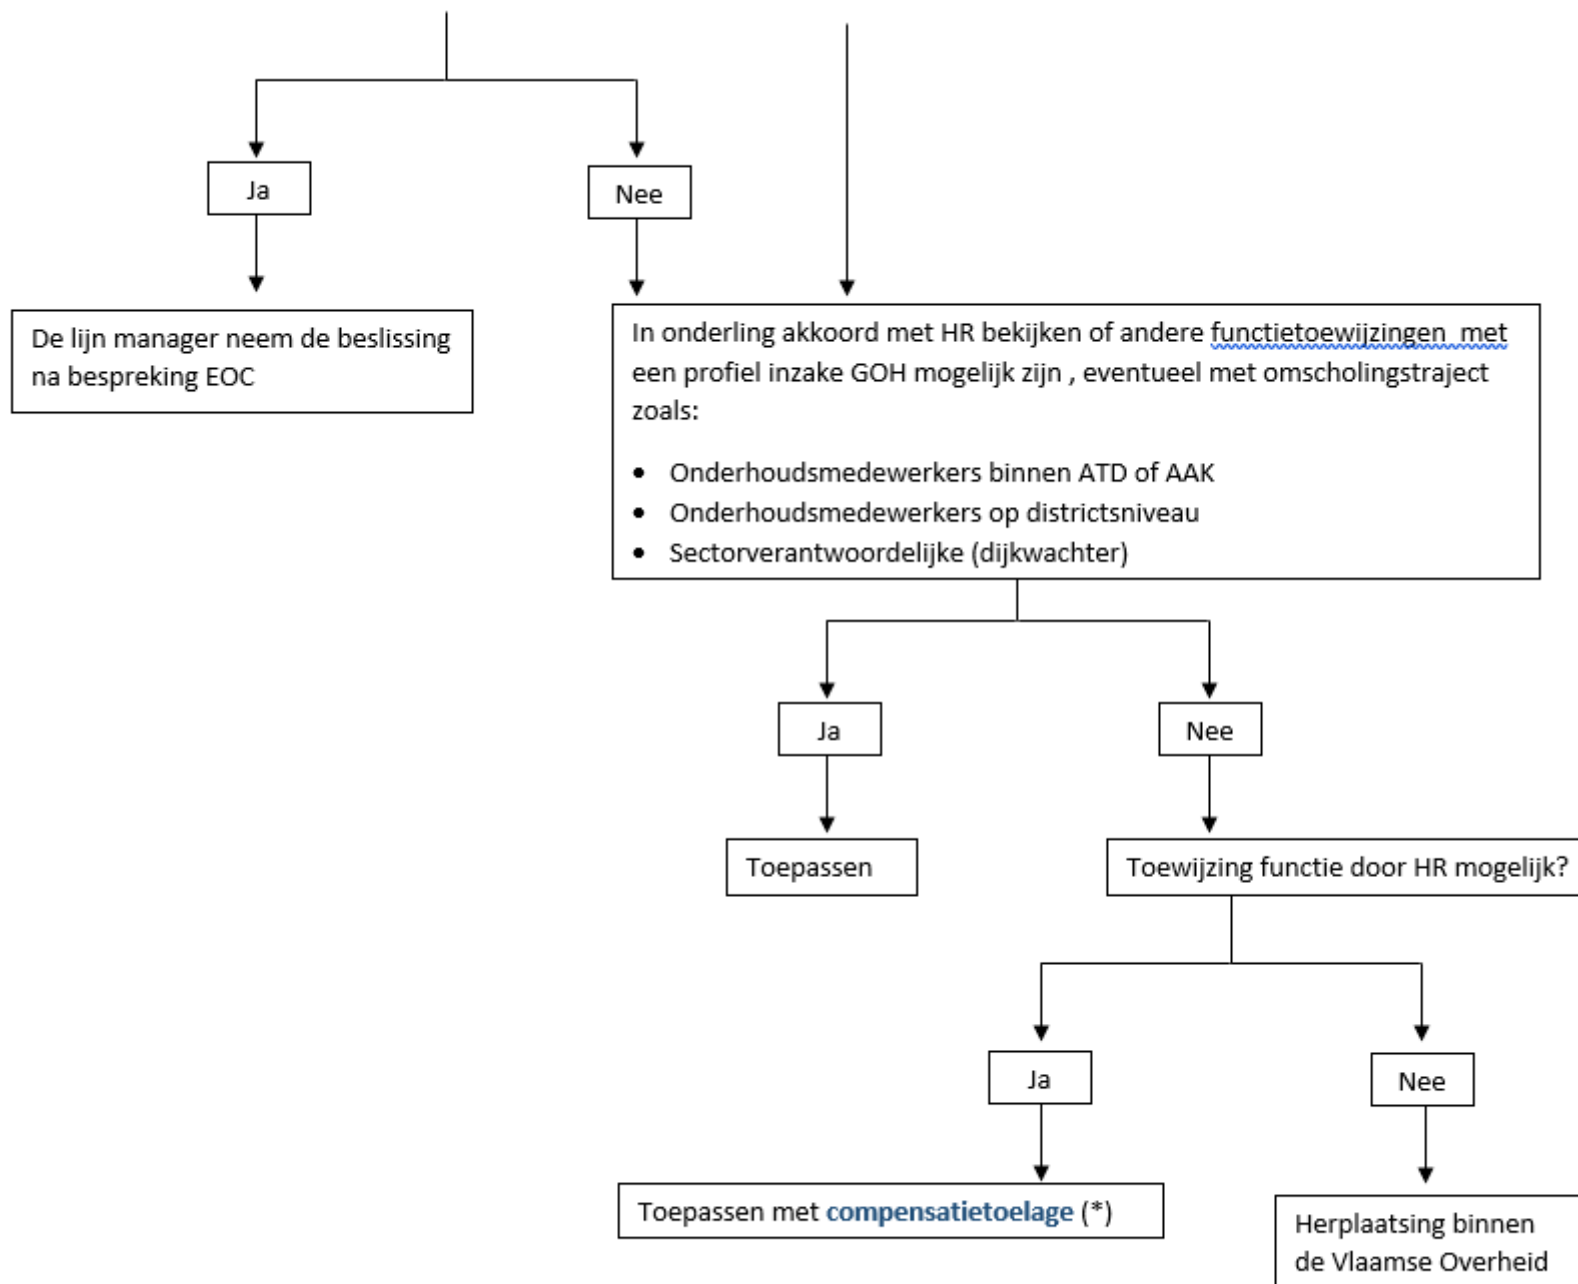 Ja
Nee
De lijn manager neem de beslissing
na bespreking EOC
In onderling akkoord met HR bekijken of andere functietoewijzingen  met
een profiel inzake GOH mogelijk zijn , eventueel met omscholingstraject
zoals:
• Onderhoudsmedewerkers binnen ATD of AAK
• Onderhoudsmedewerkers op districtsniveau
• Sectorverantwoordelijke (dijkwachter)
Ja
Nee
Toepassen
Toewijzing functie door HR mogelijk?
Ja
Nee
Toepassen met compensatietoelage (*)
Herplaatsing binnen
de Vlaamse Overheid